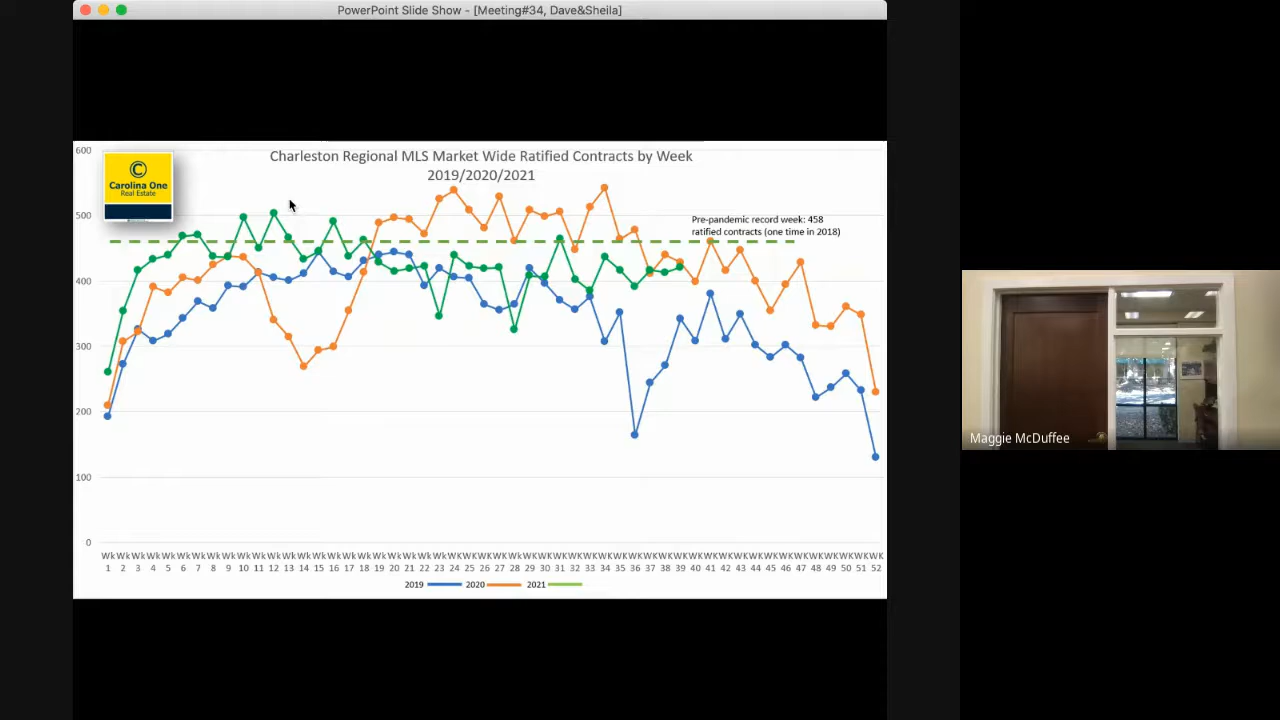 PowerPoint Slide Show - [Meeting#34, Dave&Sheila]
Charleston Regional MLS Market Wide Ratified Contracts by Week
2019/2020/2021
C
Carolina One
Real Estate
Pre-pandemic record week: 458
ratified contracts (one time in 2018)
600
500
400
300
200
100
0
Wk Wk Wk Wk Wk Wk Wk Wk Wk Wk Wk Wk Wk Wk Wk Wk Wk Wk WK WK WK WK WK WK WK WK WK WK WK WK WK WK WK WK WK WK WK WK WK WK WK WK WK WK WK WK WK WK WK WK WK WK
1 2 3 4 5 6 7 8 9 10 11 12 13 14 15 16 17 18 19 20 21 22 23 24 25 26 27 28 29 30 31 32 33 34 35 36 37 38 39 40 41 42 43 44 45 46 47 48 49 50 51 52
2019 2020 2021
Maggie McDuffee